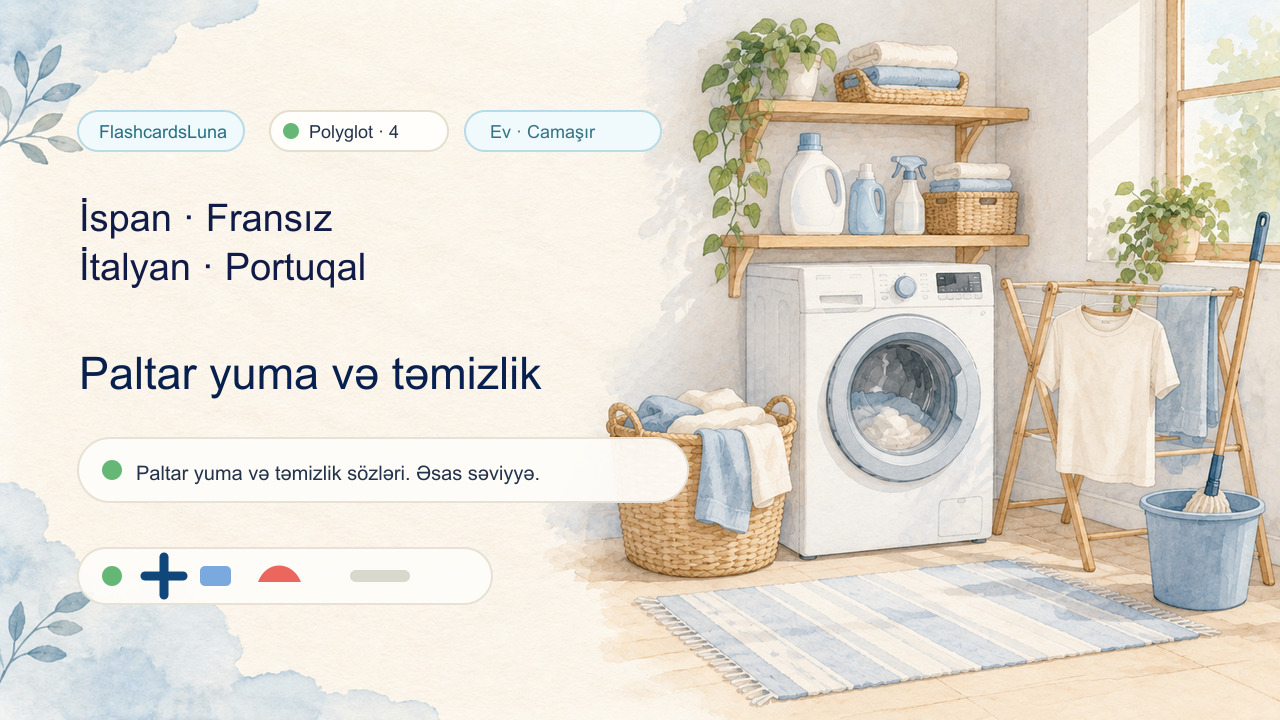 FlashcardsLuna
Polyglot · 4
Ev · Camaşır
İspan · Fransız
İtalyan · Portuqal
Paltar yuma və təmizlik
Paltar yuma və təmizlik sözləri. Əsas səviyyə.